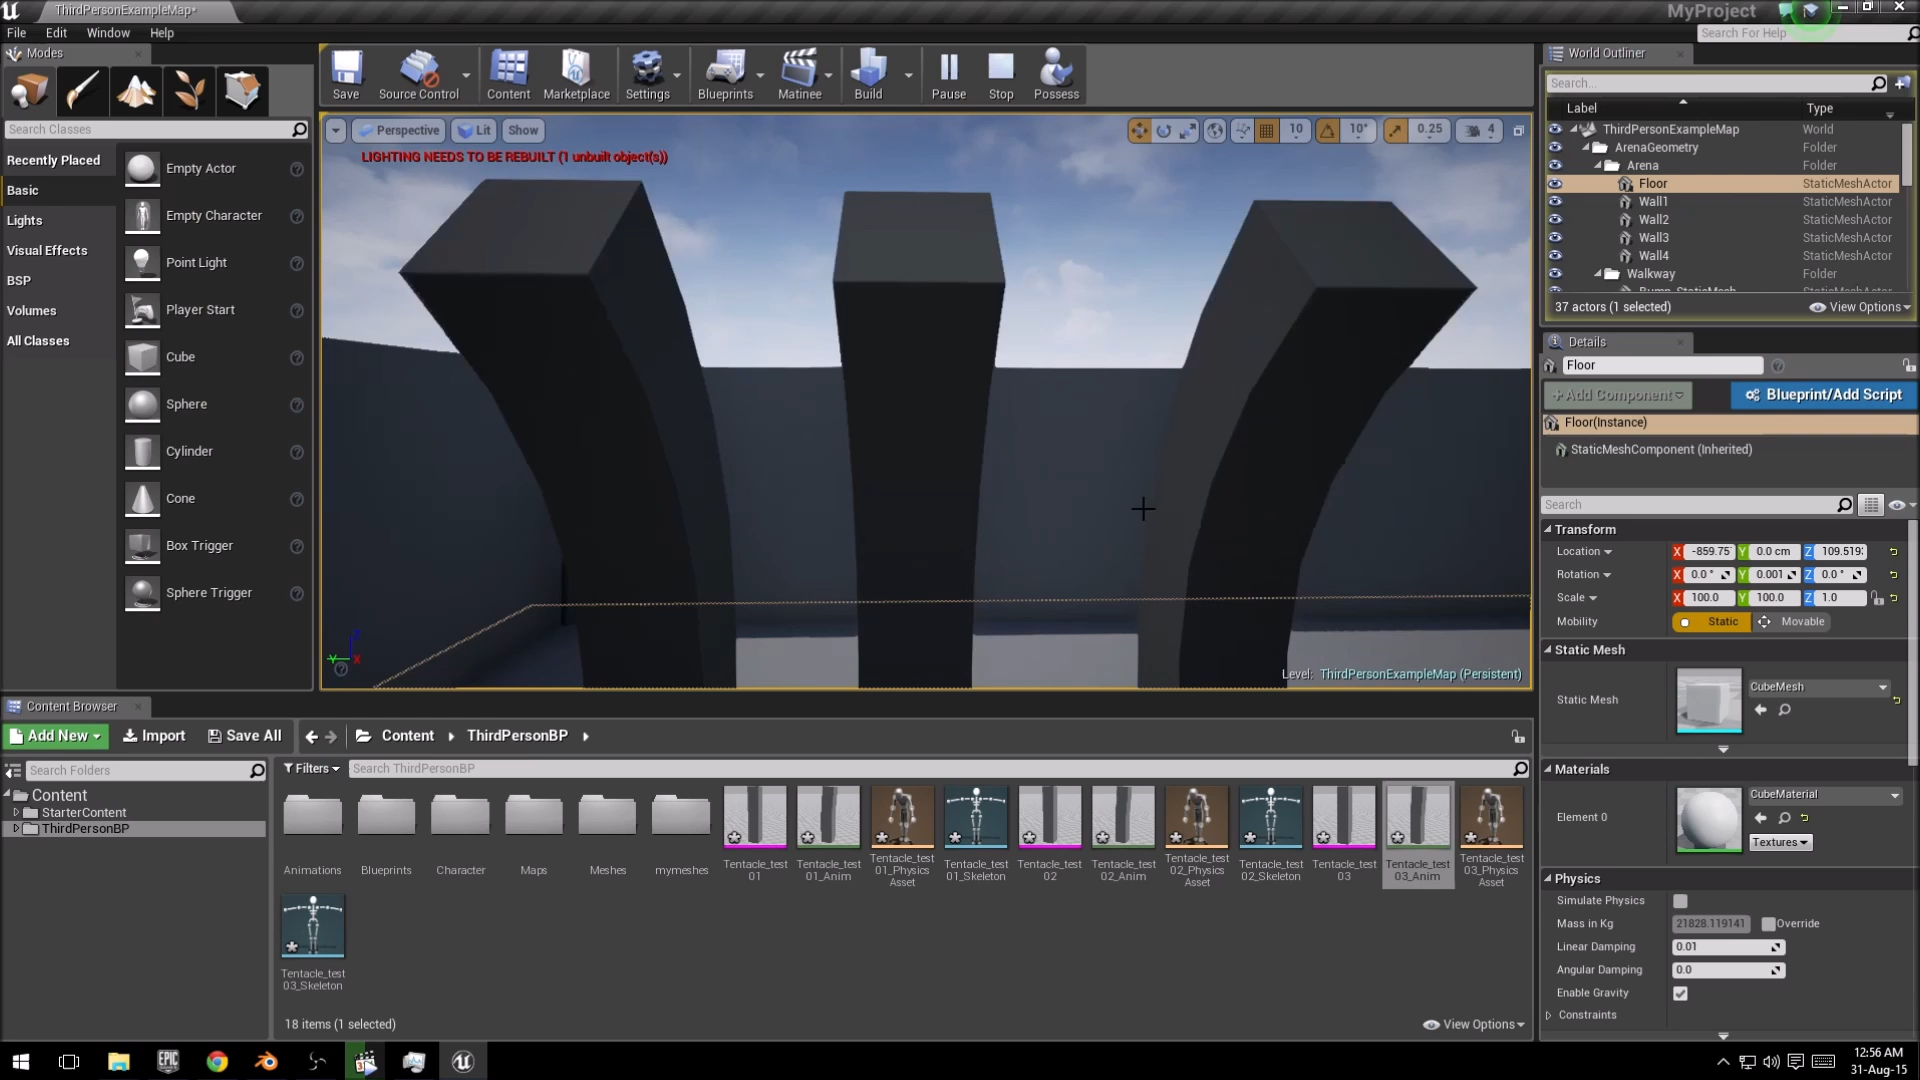 ThirdPersonExampleMap*
MyProject
File Edit Window Help
Search For Help
Modes
Search Classes
Recently Placed
Basic
Lights
Visual Effects
BSP
Volumes
All Classes
Empty Actor
Empty Character
Point Light
Player Start
Cube
Sphere
Cylinder
Cone
Box Trigger
Sphere Trigger
Save
Source Control
Content
Marketplace
Settings
Blueprints
Matinee
Build
Pause
Stop
Possess
Perspective Lit Show
10 10° 0.25 4
LIGHTING NEEDS TO BE REBUILT (1 unbuilt object(s))
Level: ThirdPersonExampleMap (Persistent)
World Outliner
Search...
Label Type
ThirdPersonExampleMap World
ArenaGeometry Folder
Arena Folder
Floor StaticMeshActor
Wall1 StaticMeshActor
Wall2 StaticMeshActor
Wall3 StaticMeshActor
Wall4 StaticMeshActor
Walkway Folder
Bump_StaticMesh
37 actors (1 selected) View Options
Details
Floor
+Add Component Blueprint/Add Script
Floor(Instance)
StaticMeshComponent (Inherited)
Search
Transform
Location X -859.75 Y 0.0 cm Z 109.519
Rotation X 0.0 ° Y 0.001 Z 0.0 °
Scale X 100.0 Y 100.0 Z 1.0
Mobility Static Movable
Static Mesh
Static Mesh CubeMesh
Materials
Element 0 CubeMaterial
Textures
Physics
Simulate Physics
Mass in Kg 21828.119141 Override
Linear Damping 0.01
Angular Damping 0.0
Enable Gravity
Constraints
Content Browser
Add New Import Save All Content ThirdPersonBP
Search Folders
Content
StarterContent
ThirdPersonBP
Filters Search ThirdPersonBP
Animations
Blueprints
Character
Maps
Meshes
mymeshes
Tentacle_test
01
Tentacle_test
01_Anim
Tentacle_test
01_Physics
Asset
Tentacle_test
01_Skeleton
Tentacle_test
02
Tentacle_test
02_Anim
Tentacle_test
02_Physics
Asset
Tentacle_test
02_Skeleton
Tentacle_test
03
Tentacle_test
03_Anim
Tentacle_test
03_Physics
Asset
Tentacle_test
03_Skeleton
18 items (1 selected) View Options
EPIC
12:56 AM
31-Aug-15